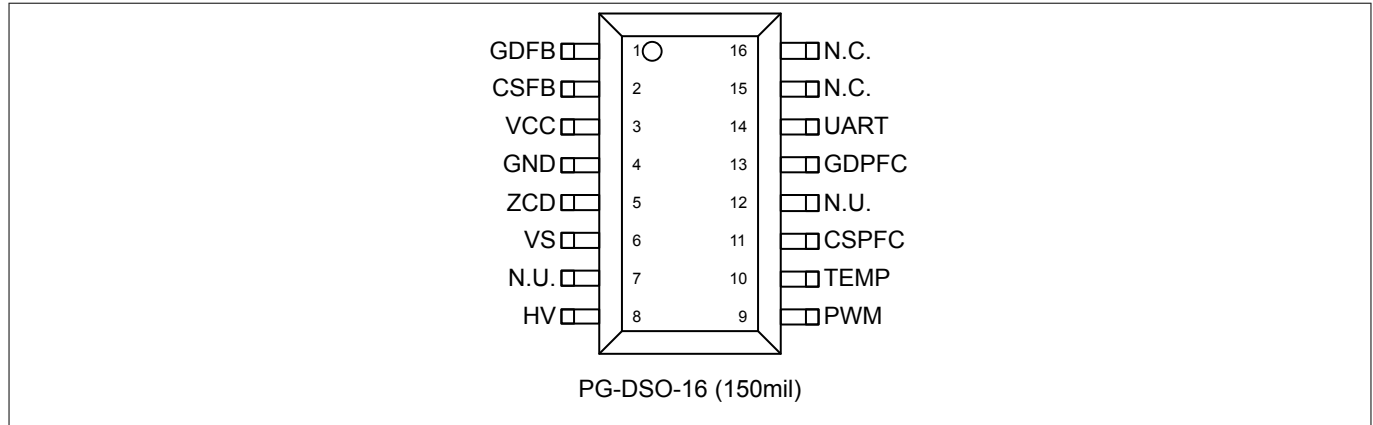 GDFB 1 16 N.C.
CSFB 2 15 N.C.
VCC 3 14 UART
GND 4 13 GDPFC
ZCD 5 12 N.U.
VS 6 11 CSPFC
N.U. 7 10 TEMP
HV 8 9 PWM
PG-DSO-16 (150mil)